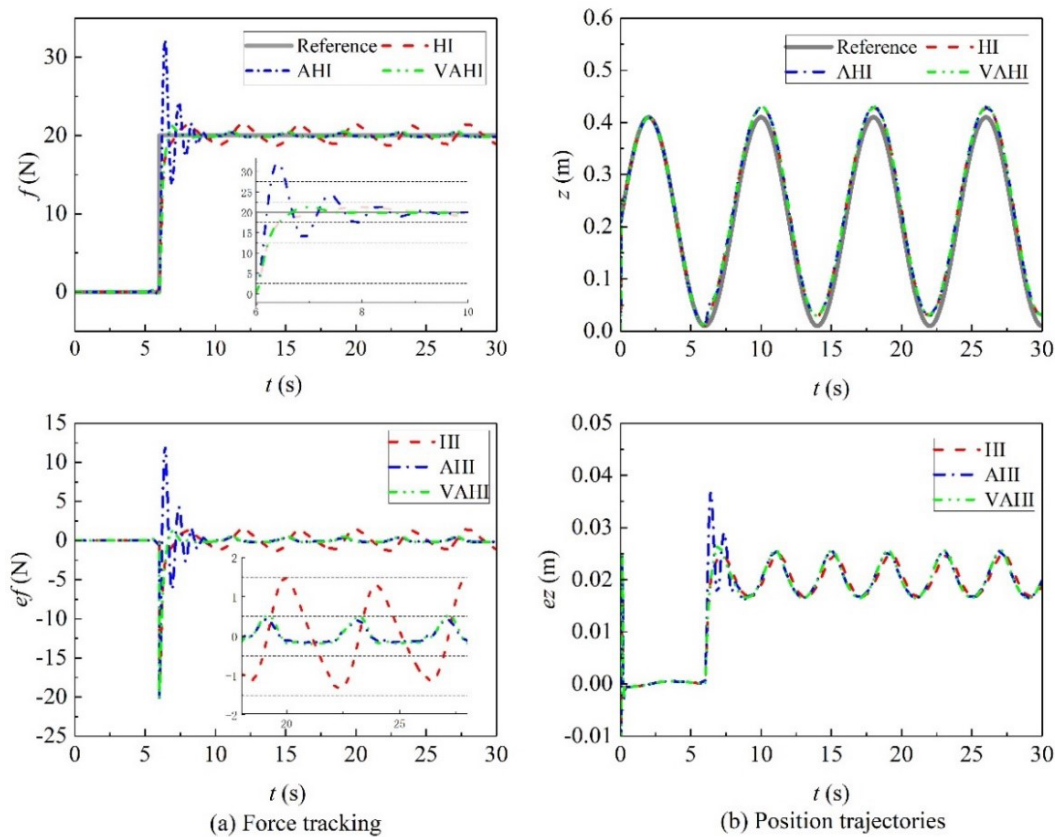 30
20
10
0
f (N)
Reference HI
AHI VAHI
30
25
20
15
10
5
0
6 7 8 9 10
0 5 10 15 20 25 30
t (s)
0.6
0.5
0.4
0.3
0.2
0.1
0.0
z (m)
Reference HI
AHI VAHI
0 5 10 15 20 25 30
t (s)
15
10
5
0
-5
-10
-15
-20
-25
ef (N)
HI
AHI
VAHI
2
1
0
-1
-2
20 25
0 5 10 15 20 25 30
t (s)
(a) Force tracking
0.05
0.04
0.03
0.02
0.01
0.00
-0.01
ez (m)
HI
AHI
VAHI
0 5 10 15 20 25 30
t (s)
(b) Position trajectories